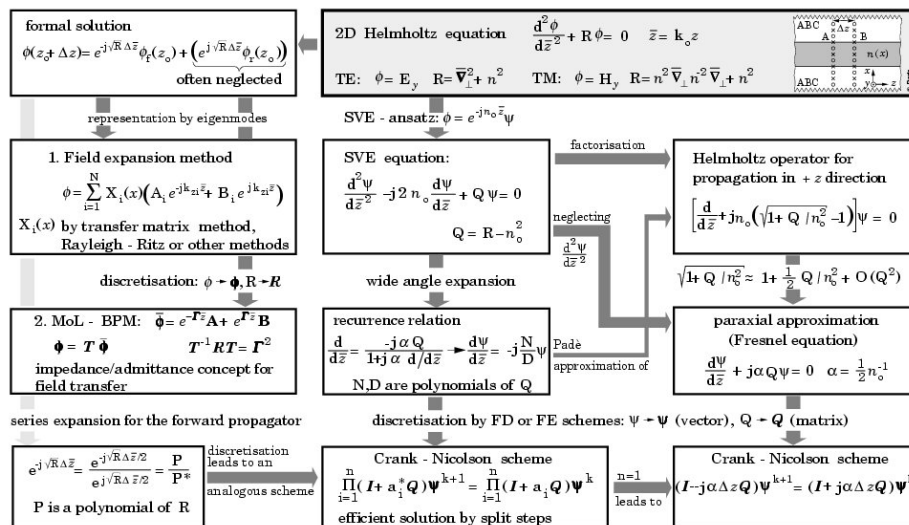 formal solution
ϕ(z₀+ Δz)= e^{-j√R Δz̅}ϕ_f(z₀) + (e^{j√R Δz̅}ϕ_r(z₀))
often neglected
2D Helmholtz equation d²ϕ/dz̅² + R ϕ = 0 z̅ = k₀z
TE: ϕ = E_y R = ∇̅⊥² + n² TM: ϕ = H_y R = n² ∇̅⊥ n⁻² ∇̅⊥ + n²
ABC
Δz
A B
n(x)
ABC
x
y z
representation by eigenmodes
SVE - ansatz: ϕ = e^{-jn₀z̅}ψ
1. Field expansion method
ϕ = ∑_{i=1}^{N} X_i(x)(A_i e^{-jk_{zi}z̅} + B_i e^{jk_{zi}z̅})
X_i(x) by transfer matrix method,
Rayleigh - Ritz or other methods
SVE equation:
d²ψ/dz̅² - j2 n₀ dψ/dz̅ + Q ψ = 0
Q = R - n₀²
factorisation
Helmholtz operator for
propagation in + z direction
[d/dz̅ + jn₀(√(1+ Q/n₀²) -1)]ψ = 0
neglecting
d²ψ/dz̅²
discretisation: ϕ → ϕ, R → R
wide angle expansion
√(1+ Q/n₀²) ≈ 1+ ½ Q/n₀² + O(Q²)
2. MoL - BPM: ϕ̅ = e^{-Γz̅}A + e^{Γz̅}B
ϕ = T ϕ̅ T⁻¹RT = Γ²
impedance/admittance concept for
field transfer
recurrence relation
d/dz̅ = -jα Q/(1+jα d/dz̅) → dψ/dz̅ = -j N/D ψ
N,D are polynomials of Q
Padè
approximation of
paraxial approximation
(Fresnel equation)
dψ/dz̅ + jαQψ = 0 α = ½ n₀⁻¹
series expansion for the forward propagator
discretisation by FD or FE schemes: ψ → ψ (vector), Q → Q (matrix)
e^{-j√R Δz̅} = e^{-j√R Δz̅/2}/e^{j√R Δz̅/2} = P/P*
P is a polynomial of R
discretisation
leads to an
analogous scheme
Crank - Nicolson scheme
∏_{i=1}^{n}(I + a_i*Q)ψ^{k+1} = ∏_{i=1}^{n}(I + a_i Q)ψ^k
efficient solution by split steps
n=1
leads to
Crank - Nicolson scheme
(I--jαΔzQ)ψ^{k+1} = (I + jαΔzQ)ψ^k